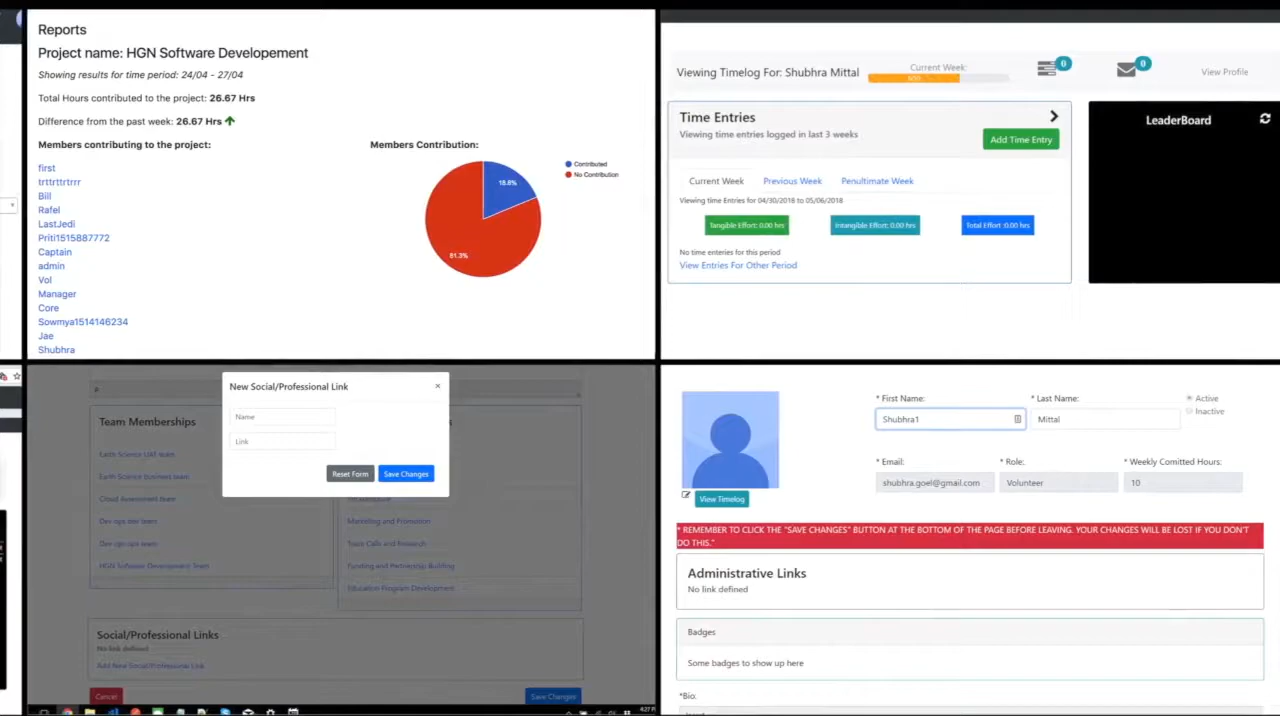 Reports
Project name: HGN Software Developement
Showing results for time period: 24/04 - 27/04
Total Hours contributed to the project: 26.67 Hrs
Difference from the past week: 26.67 Hrs
Members contributing to the project:
first
trttrttrtrrr
Bill
Rafel
LastJedi
Priti1515887772
Captain
admin
Vol
Manager
Core
Sowmya1514146234
Jae
Shubhra
Members Contribution:
Contributed
No Contribution
18.8%
81.3%
Viewing Timelog For: Shubhra Mittal
Current Week:
0
0
View Profile
Time Entries
Viewing time entries logged in last 3 weeks
Add Time Entry
Current Week Previous Week Penultimate Week
Viewing time Entries for 04/30/2018 to 05/06/2018
Tangible Effort: 0.00 hrs
Intangible Effort: 0.00 hrs
Total Effort :0.00 hrs
No time enteries for this period
View Entries For Other Period
LeaderBoard
New Social/Professional Link
×
Name
Link
Reset Form
Save Changes
Team Memberships
Earth Science UAT team
Earth Science business team
Cloud Assessment team
Dev ops dev team
Dev ops ops team
HGN Software Development Team
Infrastructure
Marketing and Promotion
Team Calls and Research
Funding and Partnership Building
Education Program Development
Social/Professional Links
No link defined
Add New Social/Professional Link
Cancel
Save Changes
4:27 P
* First Name:
Shubhra1
* Last Name:
Mittal
Active
Inactive
* Email:
shubhra.goel@gmail.com
* Role:
Volunteer
* Weekly Comitted Hours:
10
View Timelog
* REMEMBER TO CLICK THE "SAVE CHANGES" BUTTON AT THE BOTTOM OF THE PAGE BEFORE LEAVING. YOUR CHANGES WILL BE LOST IF YOU DON'T
DO THIS."
Administrative Links
No link defined
Badges
Some badges to show up here
*Bio: